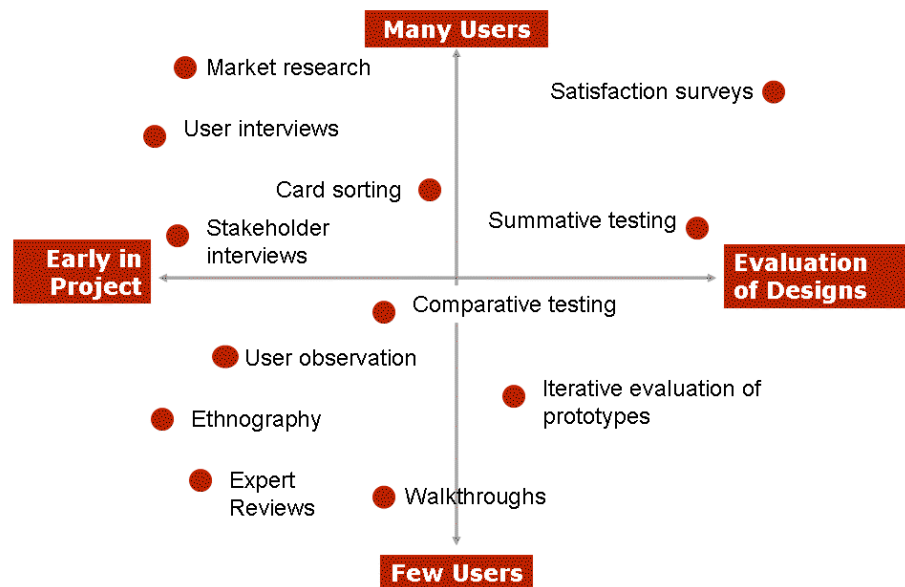 Many Users
Market research
Satisfaction surveys
User interviews
Card sorting
Summative testing
Stakeholder
interviews
Early in
Project
Evaluation
of Designs
Comparative testing
User observation
Iterative evaluation of
prototypes
Ethnography
Expert
Reviews
Walkthroughs
Few Users